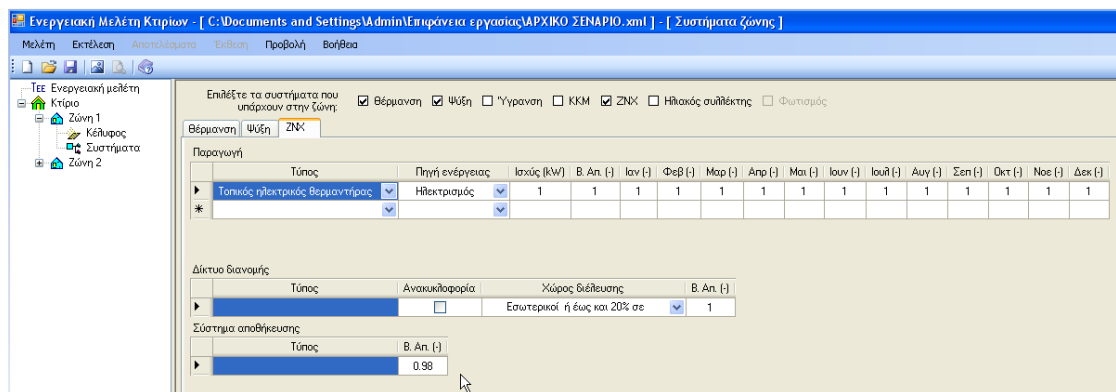 Ενεργειακή Μελέτη Κτιρίων - [ C:\Documents and Settings\Admin\Επιφάνεια εργασίας\ΑΡΧΙΚΟ ΣΕΝΑΡΙΟ.xml ] - [ Συστήματα ζώνης ]
Μελέτη Εκτέλεση Αποτελέσματα Έκθεση Προβολή Βοήθεια
ΤΕΕ Ενεργειακή μελέτη
Κτίριο
Ζώνη 1
Κέλυφος
Συστήματα
Ζώνη 2
Επιλέξτε τα συστήματα που
υπάρχουν στην ζώνη:
Θέρμανση Ψύξη Ύγρανση ΚΚΜ ΖΝΧ Ηλιακός συλλέκτης Φωτισμός
Θέρμανση Ψύξη ΖΝΧ
Παραγωγή
Τύπος Πηγή ενέργειας Ισχύς (kW) Β. Απ. (-) Ιαν (-) Φεβ (-) Μαρ (-) Απρ (-) Μαι (-) Ιουν (-) Ιουλ (-) Αυγ (-) Σεπ (-) Οκτ (-) Νοε (-) Δεκ (-)
Τοπικός ηλεκτρικός θερμαντήρας Ηλεκτρισμός 1 1 1 1 1 1 1 1 1 1 1 1 1 1
Δίκτυο διανομής
Τύπος Ανακυκλοφορία Χώρος διέλευσης Β. Απ. (-)
Εσωτερικοί ή έως και 20% σε 1
Σύστημα αποθήκευσης
Τύπος Β. Απ. (-)
0.98